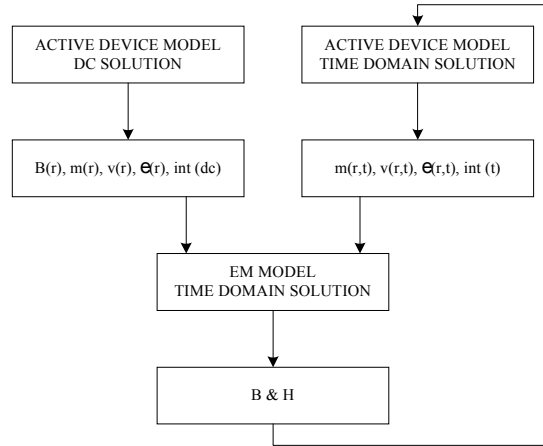 ACTIVE DEVICE MODEL
DC SOLUTION
ACTIVE DEVICE MODEL
TIME DOMAIN SOLUTION
B(r), m(r), v(r), e(r), int (dc)
m(r,t), v(r,t), e(r,t), int (t)
EM MODEL
TIME DOMAIN SOLUTION
B & H